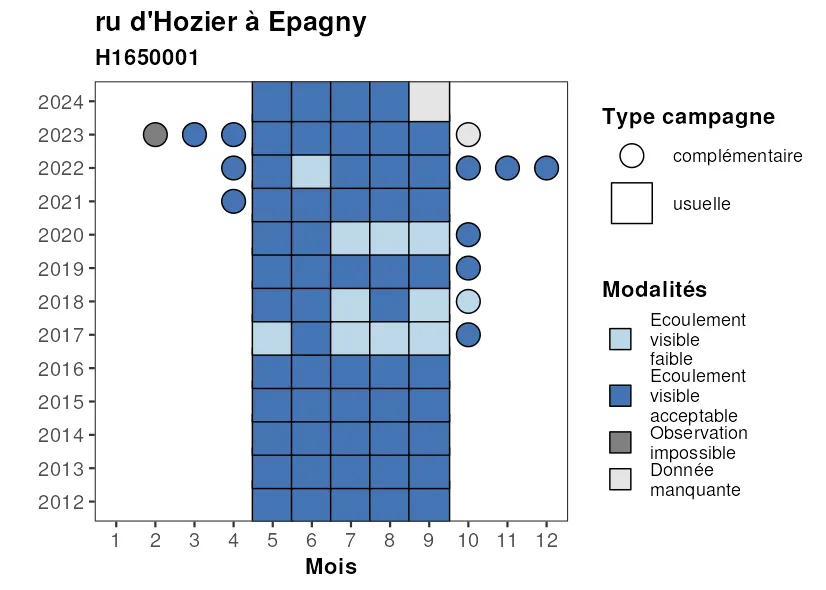 ru d'Hozier à Epagny
H1650001
2024
2023
2022
2021
2020
2019
2018
2017
2016
2015
2014
2013
2012
1 2 3 4 5 6 7 8 9 10 11 12
Mois
Type campagne
complémentaire
usuelle
Modalités
Ecoulement
visible
faible
Ecoulement
visible
acceptable
Observation
impossible
Donnée
manquante